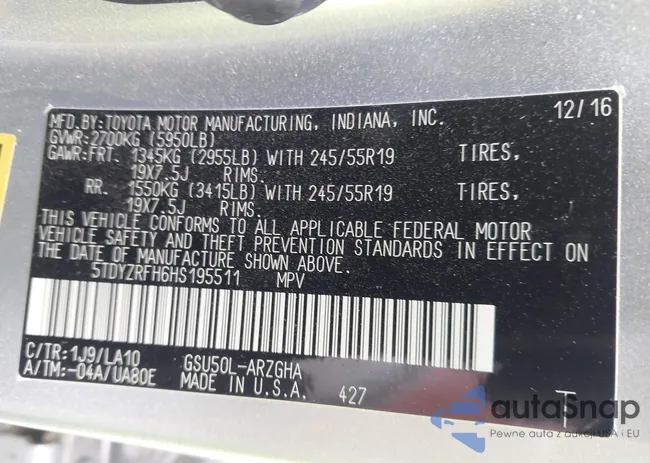 MFD.BY:TOYOTA MOTOR MANUFACTURING, INDIANA, INC. 12/16
GVWR:2700KG (5950LB)
GAWR:FRT. 1345KG (2955LB) WITH 245/55R19 TIRES,
19X7.5J RIMS.
RR. 1550KG (3415LB) WITH 245/55R19 TIRES,
19X7.5J RIMS.
THIS VEHICLE CONFORMS TO ALL APPLICABLE FEDERAL MOTOR
VEHICLE SAFETY AND THEFT PREVENTION STANDARDS IN EFFECT ON
THE DATE OF MANUFACTURE SHOWN ABOVE.
5TDYZRFH6HS195511 MPV
C/TR:1J9/LA10 GSU50L-ARZGHA
A/TM:-04A/UA80E MADE IN U.S.A. 427 T
autaSnap
Pewne auta z aukcji USA i EU